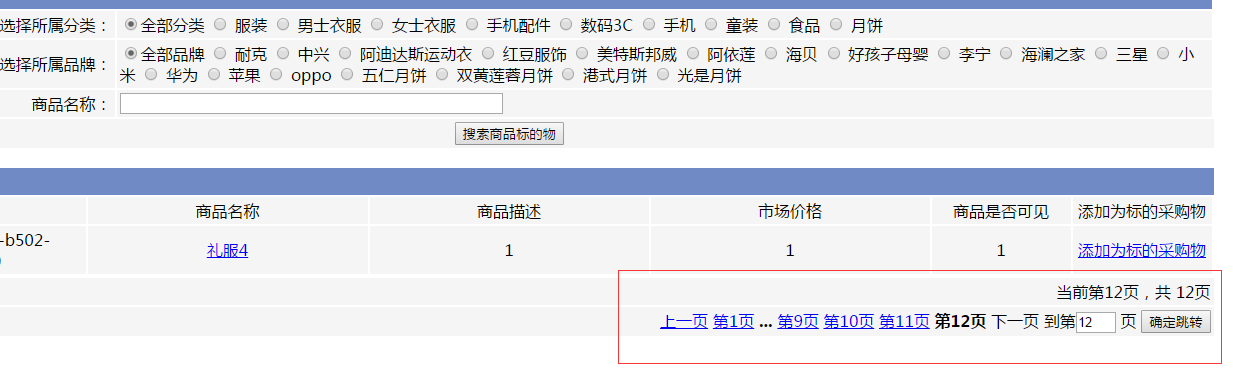 选择所属分类： 全部分类 服装 男士衣服 女士衣服 手机配件 数码3C 手机 童装 食品 月饼
选择所属品牌： 全部品牌 耐克 中兴 阿迪达斯运动衣 红豆服饰 美特斯邦威 阿依莲 海贝 好孩子母婴 李宁 海澜之家 三星 小
米 华为 苹果 oppo 五仁月饼 双黄莲蓉月饼 港式月饼 光是月饼
商品名称：
搜索商品标的物
商品名称 商品描述 市场价格 商品是否可见 添加为标的采购物
-b502- 礼服4 1 1 1 添加为标的采购物
当前第12页，共 12页
上一页 第1页 ... 第9页 第10页 第11页 第12页 下一页 到第12 页 确定跳转